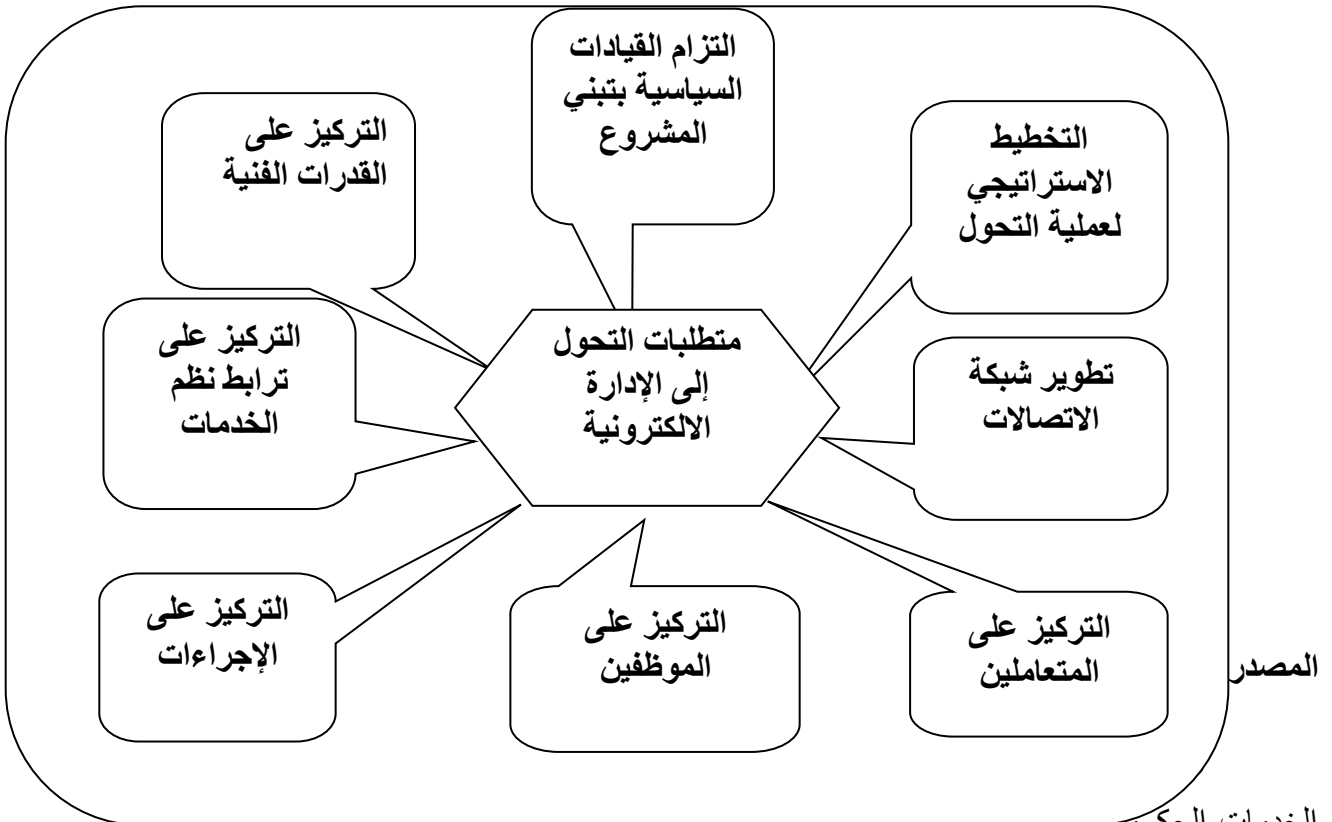 التزام القيادات
السياسية بتبني
المشروع
التخطيط
الاستراتيجي
لعملية التحول
التركيز على
القدرات الفنية
متطلبات التحول
إلى الإدارة
الالكترونية
تطوير شبكة
الاتصالات
التركيز على
ترابط نظم
الخدمات
التركيز على
المتعاملين
التركيز على
الموظفين
التركيز على
الإجراءات
المصدر
الخدمات